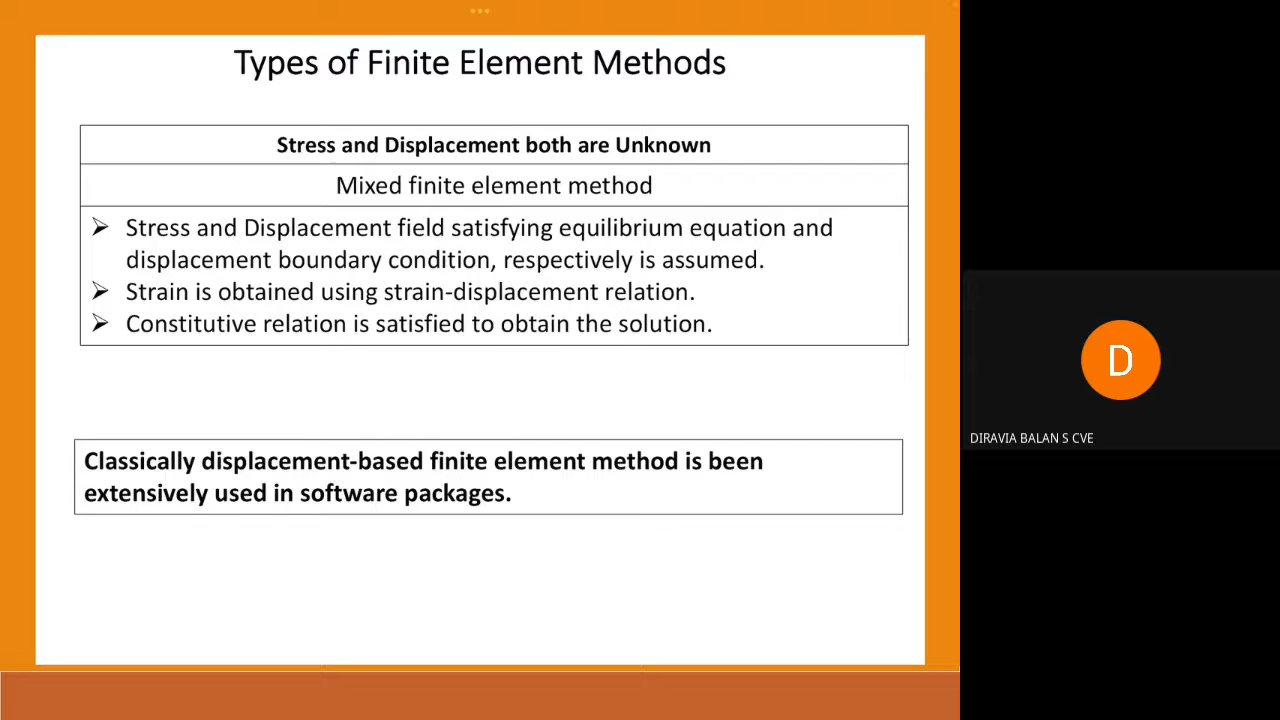 Types of Finite Element Methods
Stress and Displacement both are Unknown
Mixed finite element method
Stress and Displacement field satisfying equilibrium equation and
displacement boundary condition, respectively is assumed.
Strain is obtained using strain-displacement relation.
Constitutive relation is satisfied to obtain the solution.
Classically displacement-based finite element method is been
extensively used in software packages.
D
DIRAVIA BALAN S CVE